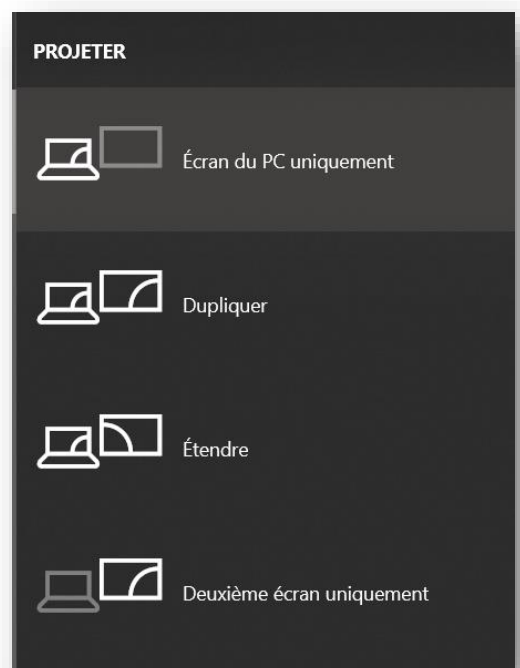 PROJETER
Écran du PC uniquement
Dupliquer
Étendre
Deuxième écran uniquement